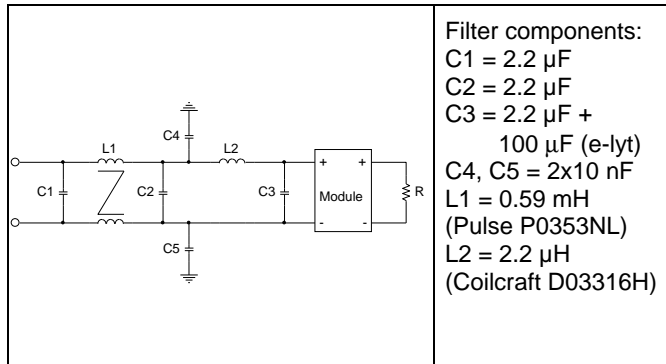 C4
L1
L2
C1
C2
C3
+
+
Module
-
-
R
C5
Filter components:
C1 = 2.2 µF
C2 = 2.2 µF
C3 = 2.2 µF +
100 µF (e-lyt)
C4, C5 = 2x10 nF
L1 = 0.59 mH
(Pulse P0353NL)
L2 = 2.2 µH
(Coilcraft D03316H)